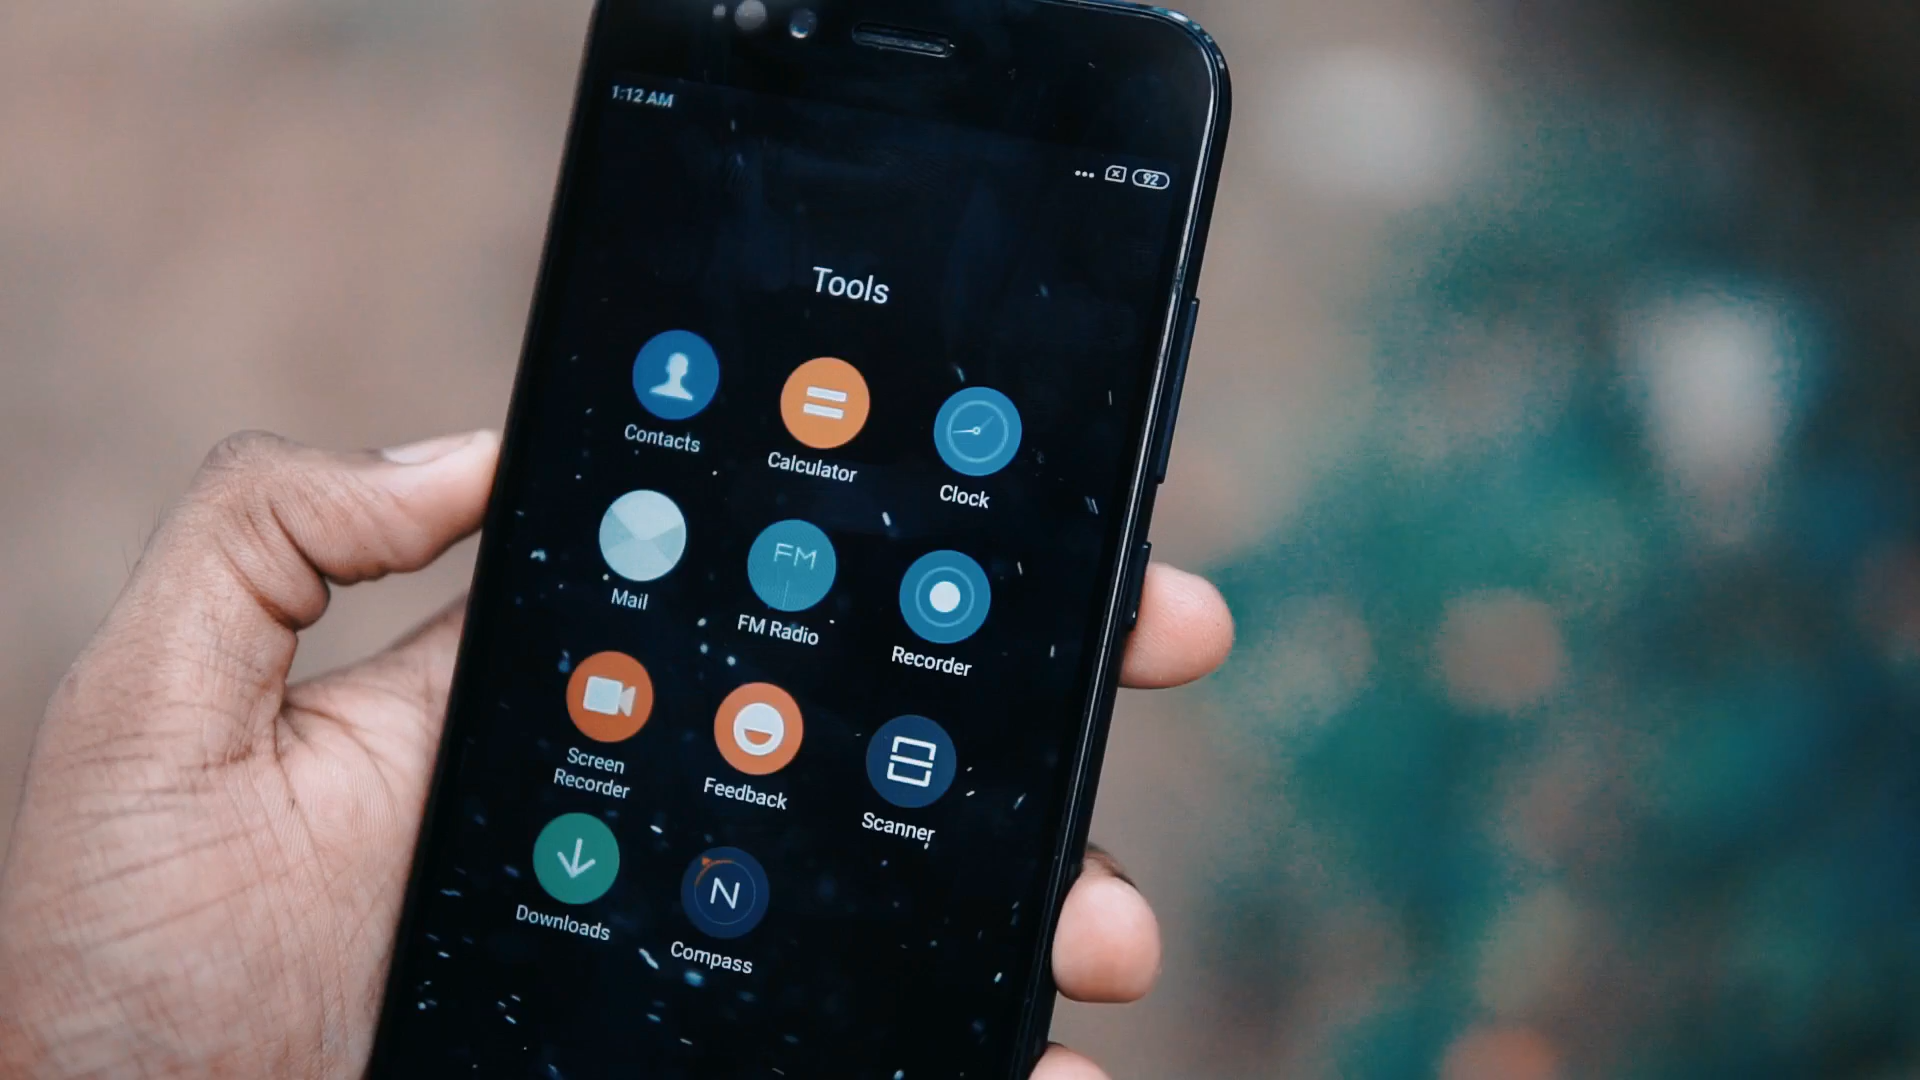 1:12 AM
92
Tools
Contacts
Calculator
Clock
Mail
FM
FM Radio
Recorder
Screen
Recorder
Feedback
Scanner
Downloads
N
Compass